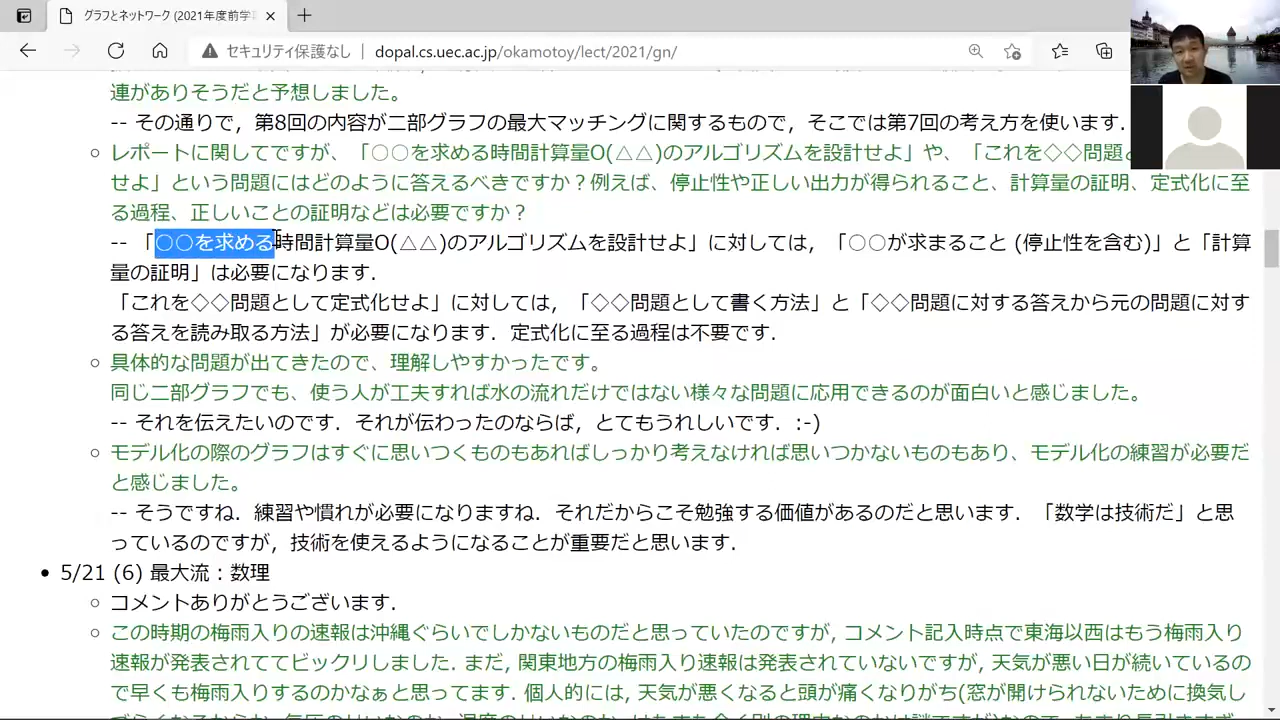 グラフとネットワーク (2021年度前学
セキュリティ保護なし | dopal.cs.uec.ac.jp/okamotoy/lect/2021/gn/
連がありそうだと予想しました。
-- その通りで，第8回の内容が二部グラフの最大マッチングに関するもので，そこでは第7回の考え方を使います．
レポートに関してですが、「○○を求める時間計算量O(△△)のアルゴリズムを設計せよ」や、「これを◇◇問題と
せよ」という問題にはどのように答えるべきですか？例えば、停止性や正しい出力が得られること、計算量の証明、定式化に至
る過程、正しいことの証明などは必要ですか？
-- 「○○を求める時間計算量O(△△)のアルゴリズムを設計せよ」に対しては，「○○が求まること (停止性を含む)」と「計算
量の証明」は必要になります．
「これを◇◇問題として定式化せよ」に対しては，「◇◇問題として書く方法」と「◇◇問題に対する答えから元の問題に対す
る答えを読み取る方法」が必要になります．定式化に至る過程は不要です．
具体的な問題が出てきたので、理解しやすかったです。
同じ二部グラフでも、使う人が工夫すれば水の流れだけではない様々な問題に応用できるのが面白いと感じました。
-- それを伝えたいのです．それが伝わったのならば，とてもうれしいです．:-)
モデル化の際のグラフはすぐに思いつくものもあればしっかり考えなければ思いつかないものもあり、モデル化の練習が必要だ
と感じました。
-- そうですね．練習や慣れが必要になりますね．それだからこそ勉強する価値があるのだと思います．「数学は技術だ」と思
っているのですが，技術を使えるようになることが重要だと思います．
5/21 (6) 最大流：数理
コメントありがとうございます．
この時期の梅雨入りの速報は沖縄ぐらいでしかないものだと思っていたのですが, コメント記入時点で東海以西はもう梅雨入り
速報が発表されててビックリしました. まだ, 関東地方の梅雨入り速報は発表されていないですが, 天気が悪い日が続いているの
で早くも梅雨入りするのかなぁと思ってます. 個人的には, 天気が悪くなると頭が痛くなりがち(窓が開けられないために換気し